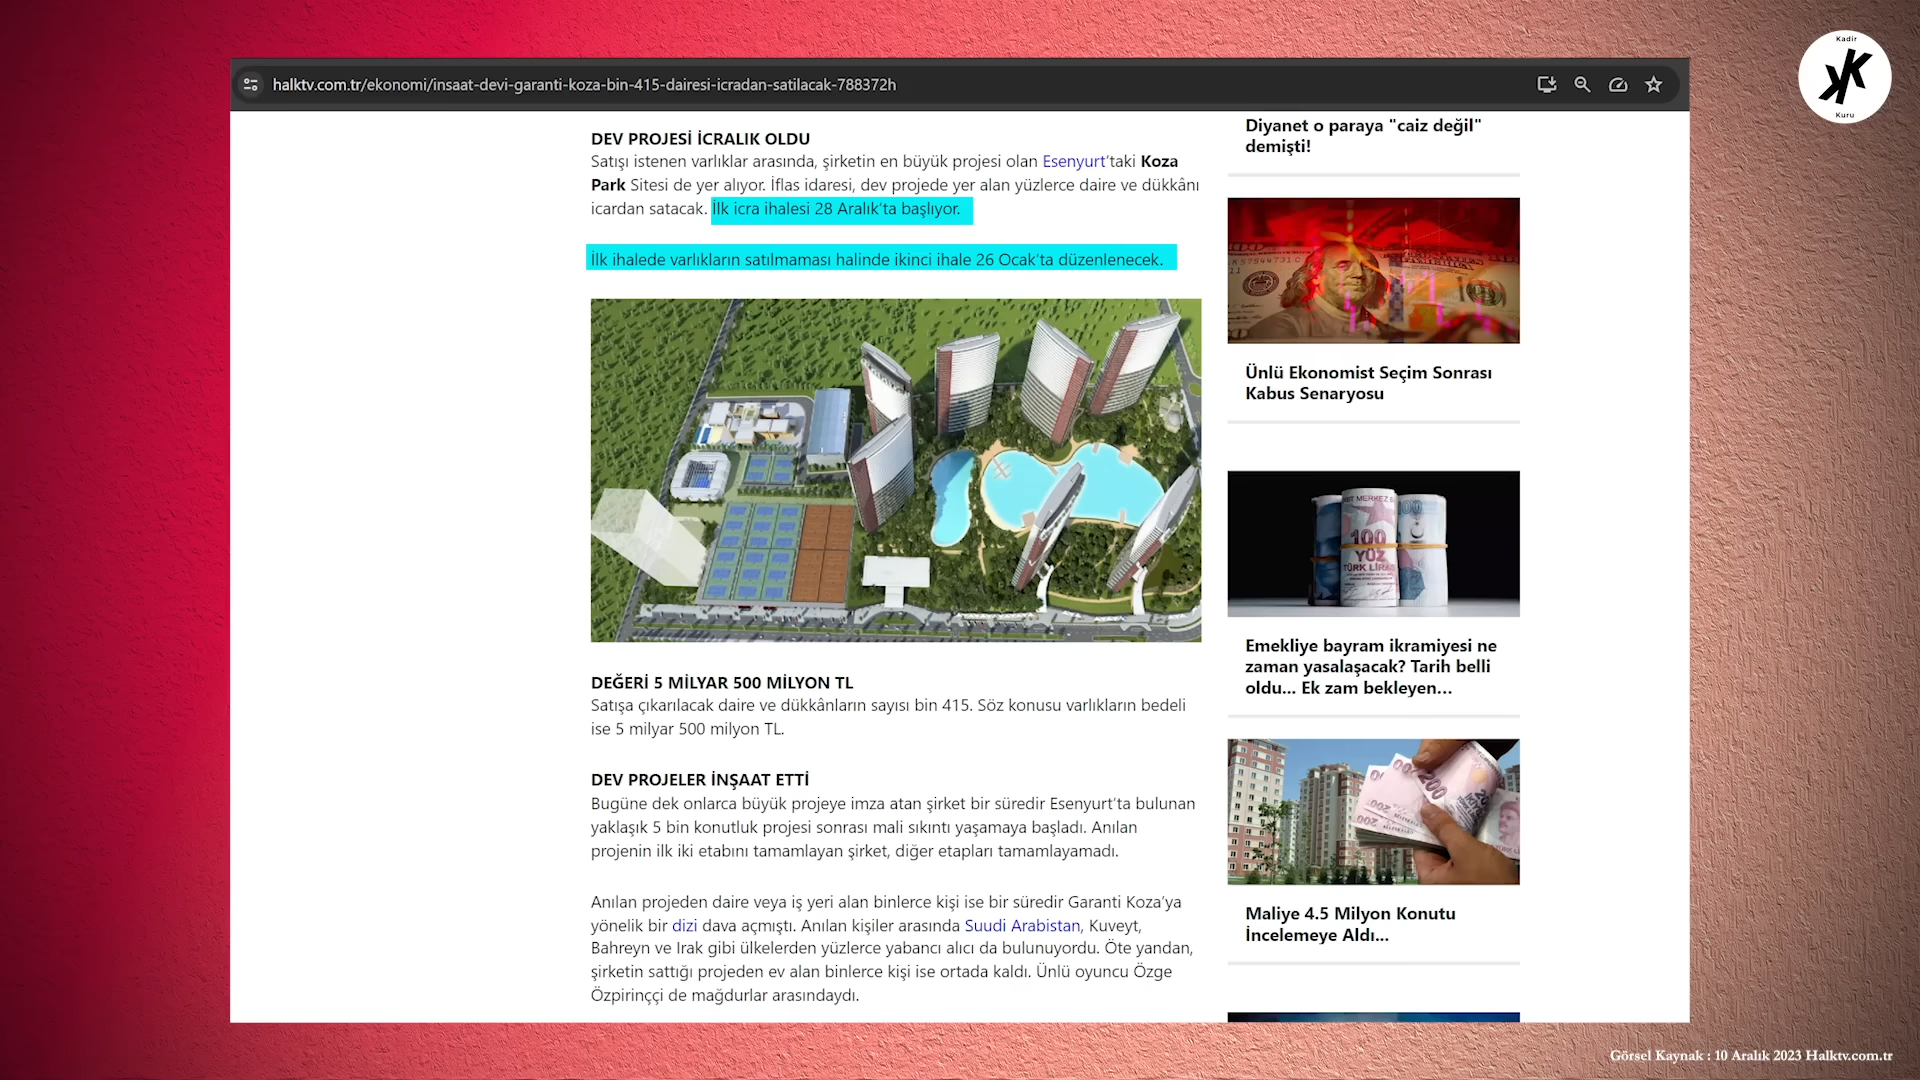 Kadir
Kuru
halktv.com.tr/ekonomi/insaat-devi-garanti-koza-bin-415-dairesi-icradan-satilacak-788372h
DEV PROJESİ İCRALIK OLDU
Satışı istenen varlıklar arasında, şirketin en büyük projesi olan Esenyurt'taki Koza
Park Sitesi de yer alıyor. İflas idaresi, dev projede yer alan yüzlerce daire ve dükkânı
icardan satacak. İlk icra ihalesi 28 Aralık'ta başlıyor.
İlk ihalede varlıkların satılmaması halinde ikinci ihale 26 Ocak'ta düzenlenecek.
DEĞERİ 5 MİLYAR 500 MİLYON TL
Satışa çıkarılacak daire ve dükkânların sayısı bin 415. Söz konusu varlıkların bedeli
ise 5 milyar 500 milyon TL.
DEV PROJELER İNŞAAT ETTİ
Bugüne dek onlarca büyük projeye imza atan şirket bir süredir Esenyurt'ta bulunan
yaklaşık 5 bin konutluk projesi sonrası mali sıkıntı yaşamaya başladı. Anılan
projenin ilk iki etabını tamamlayan şirket, diğer etapları tamamlayamadı.
Anılan projeden daire veya iş yeri alan binlerce kişi ise bir süredir Garanti Koza'ya
yönelik bir dizi dava açmıştı. Anılan kişiler arasında Suudi Arabistan, Kuveyt,
Bahreyn ve Irak gibi ülkelerden yüzlerce yabancı alıcı da bulunuyordu. Öte yandan,
şirketin sattığı projeden ev alan binlerce kişi ise ortada kaldı. Ünlü oyuncu Özge
Özpirinççi de mağdurlar arasındaydı.
Diyanet o paraya "caiz değil"
demişti!
Ünlü Ekonomist Seçim Sonrası
Kabus Senaryosu
100
YÜZ
TÜRK LİRASI
Emekliye bayram ikramiyesi ne
zaman yasalaşacak? Tarih belli
oldu... Ek zam bekleyen...
200
Maliye 4.5 Milyon Konutu
İncelemeye Aldı...
Görsel Kaynak : 10 Aralık 2023 Halktv.com.tr